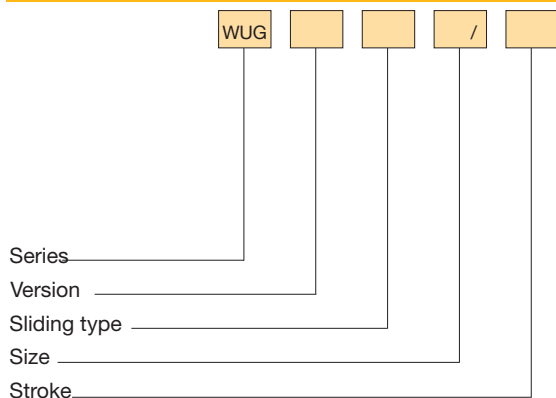 WUG /
Series
Version
Sliding type
Size
Stroke